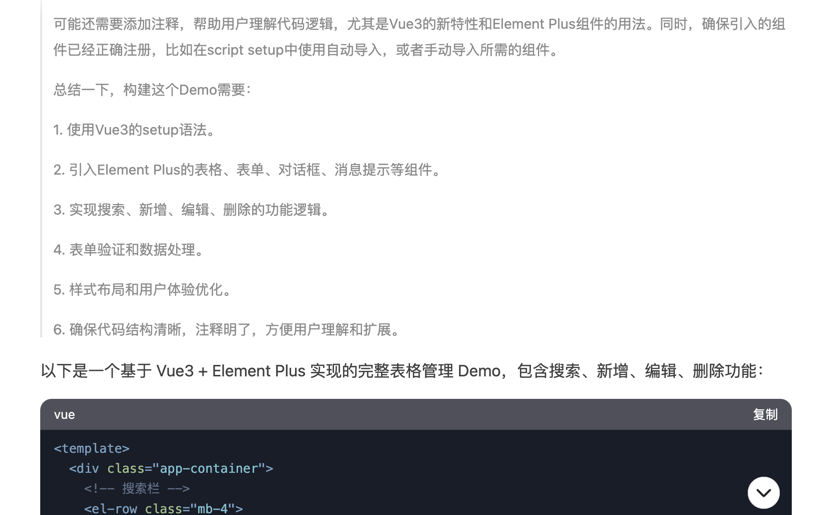 可能还需要添加注释，帮助用户理解代码逻辑，尤其是Vue3的新特性和Element Plus组件的用法。同时，确保引入的组
件已经正确注册，比如在script setup中使用自动导入，或者手动导入所需的组件。
总结一下，构建这个Demo需要：
1. 使用Vue3的setup语法。
2. 引入Element Plus的表格、表单、对话框、消息提示等组件。
3. 实现搜索、新增、编辑、删除的功能逻辑。
4. 表单验证和数据处理。
5. 样式布局和用户体验优化。
6. 确保代码结构清晰，注释明了，方便用户理解和扩展。
以下是一个基于 Vue3 + Element Plus 实现的完整表格管理 Demo，包含搜索、新增、编辑、删除功能：
vue 复制
<template>
  <div class="app-container">
    <!-- 搜索栏 -->
    <el-row class="mb-4">